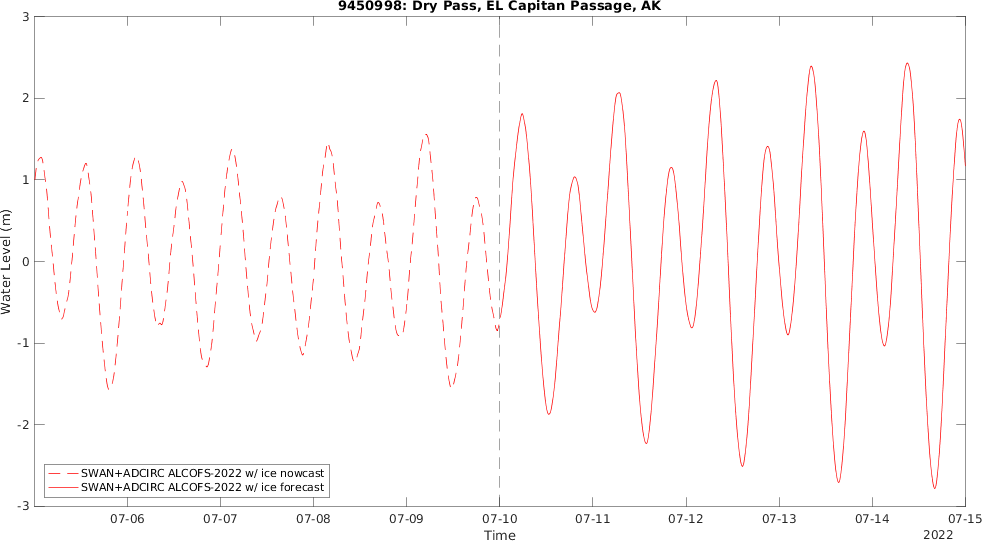 9450998: Dry Pass, EL Capitan Passage, AK
3
2
1
0
-1
-2
-3
Water Level (m)
SWAN+ADCIRC ALCOFS-2022 w/ ice nowcast
SWAN+ADCIRC ALCOFS-2022 w/ ice forecast
07-06 07-07 07-08 07-09 07-10 07-11 07-12 07-13 07-14 07-15
Time
2022